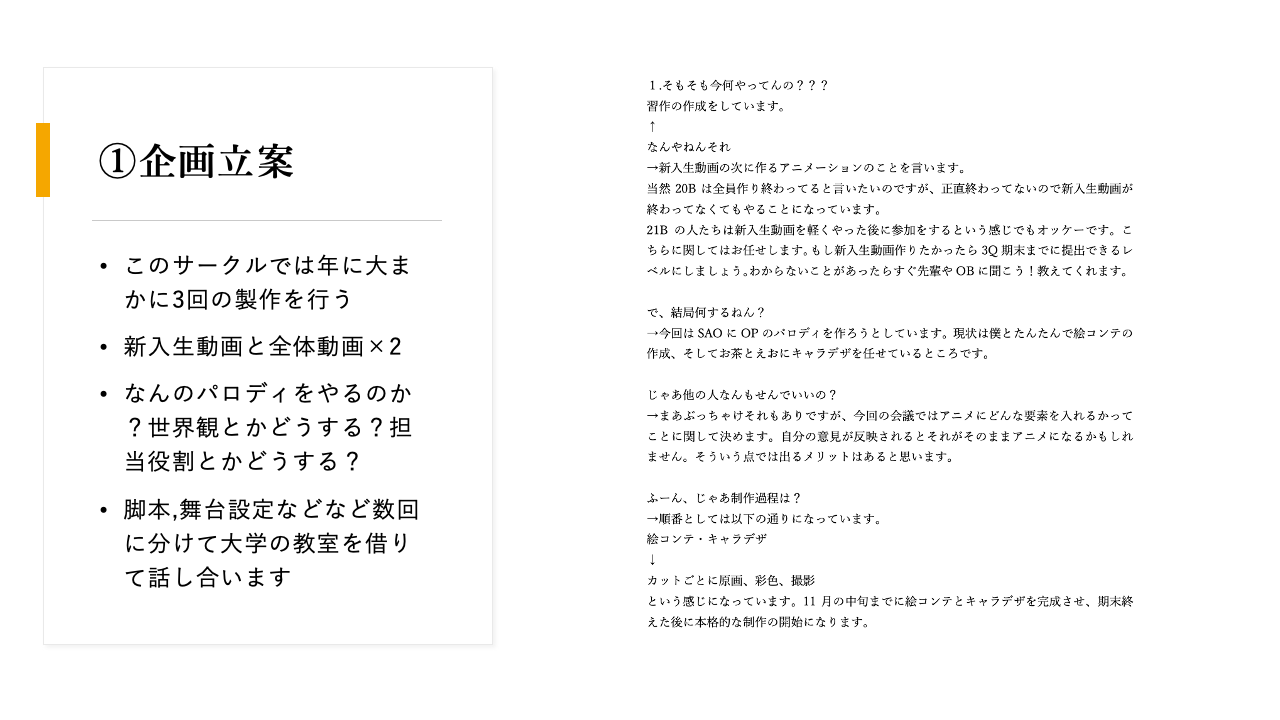 ①企画立案
• このサークルでは年に大ま
かに3回の製作を行う
• 新入生動画と全体動画×2
• なんのパロディをやるのか
？世界観とかどうする？担
当役割とかどうする？
• 脚本,舞台設定などなど数回
に分けて大学の教室を借り
て話し合います
１.そもそも今何やってんの？？？
習作の作成をしています。
↑
なんやねんそれ
→新入生動画の次に作るアニメーションのことを言います。
当然 20B は全員作り終わってると言いたいのですが、正直終わってないので新入生動画が
終わってなくてもやることになっています。
21B の人たちは新入生動画を軽くやった後に参加をするという感じでもオッケーです。こ
ちらに関してはお任せします。もし新入生動画作りたかったら 3Q 期末までに提出できるレ
ベルにしましょう。わからないことがあったらすぐ先輩や OB に聞こう！教えてくれます。
で、結局何するねん？
→今回は SAO に OP のパロディを作ろうとしています。現状は僕とたんたんで絵コンテの
作成、そしてお茶とえおにキャラデザを任せているところです。
じゃあ他の人なんもせんでいいの？
→まあぶっちゃけそれもありですが、今回の会議ではアニメにどんな要素を入れるかって
ことに関して決めます。自分の意見が反映されるとそれがそのままアニメになるかもしれ
ません。そういう点では出るメリットはあると思います。
ふーん、じゃあ制作過程は？
→順番としては以下の通りになっています。
絵コンテ・キャラデザ
↓
カットごとに原画、彩色、撮影
という感じになっています。11 月の中旬までに絵コンテとキャラデザを完成させ、期末終
えた後に本格的な制作の開始になります。